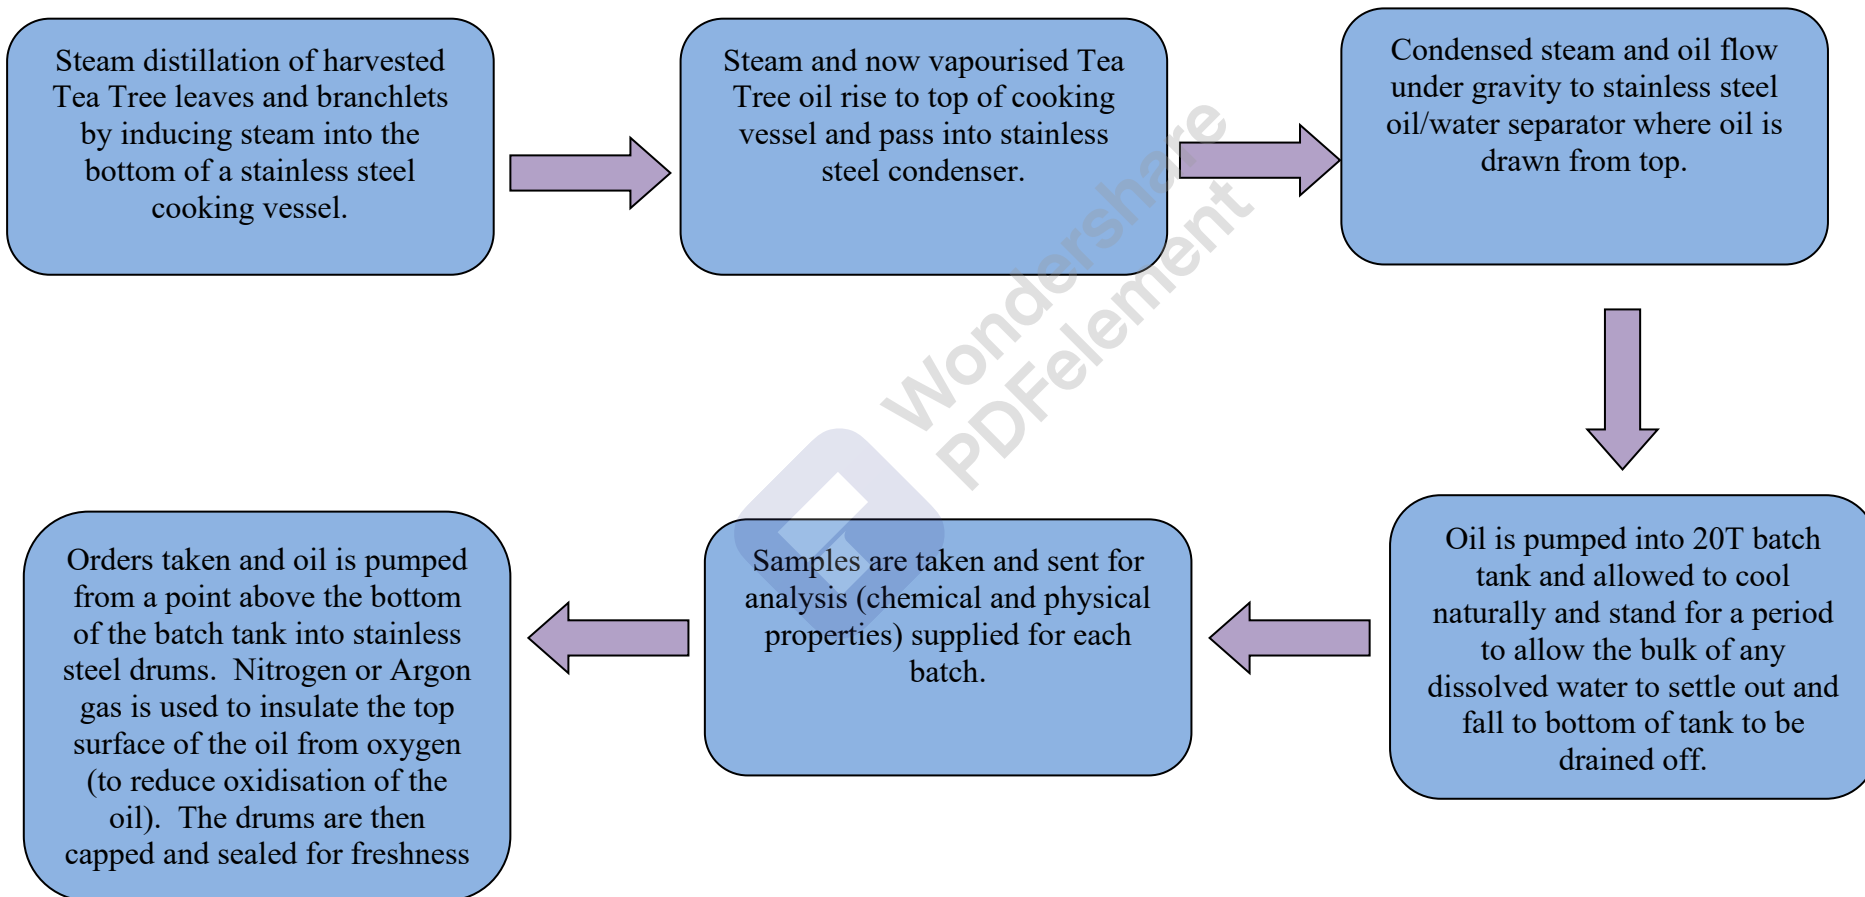 Steam distillation of harvested
Tea Tree leaves and branchlets
by inducing steam into the
bottom of a stainless steel
cooking vessel.
Steam and now vapourised Tea
Tree oil rise to top of cooking
vessel and pass into stainless
steel condenser.
Condensed steam and oil flow
under gravity to stainless steel
oil/water separator where oil is
drawn from top.
Oil is pumped into 20T batch
tank and allowed to cool
naturally and stand for a period
to allow the bulk of any
dissolved water to settle out and
fall to bottom of tank to be
drained off.
Samples are taken and sent for
analysis (chemical and physical
properties) supplied for each
batch.
Orders taken and oil is pumped
from a point above the bottom
of the batch tank into stainless
steel drums.  Nitrogen or Argon
gas is used to insulate the top
surface of the oil from oxygen
(to reduce oxidisation of the
oil).  The drums are then
capped and sealed for freshness
Wondershare
PDFelement